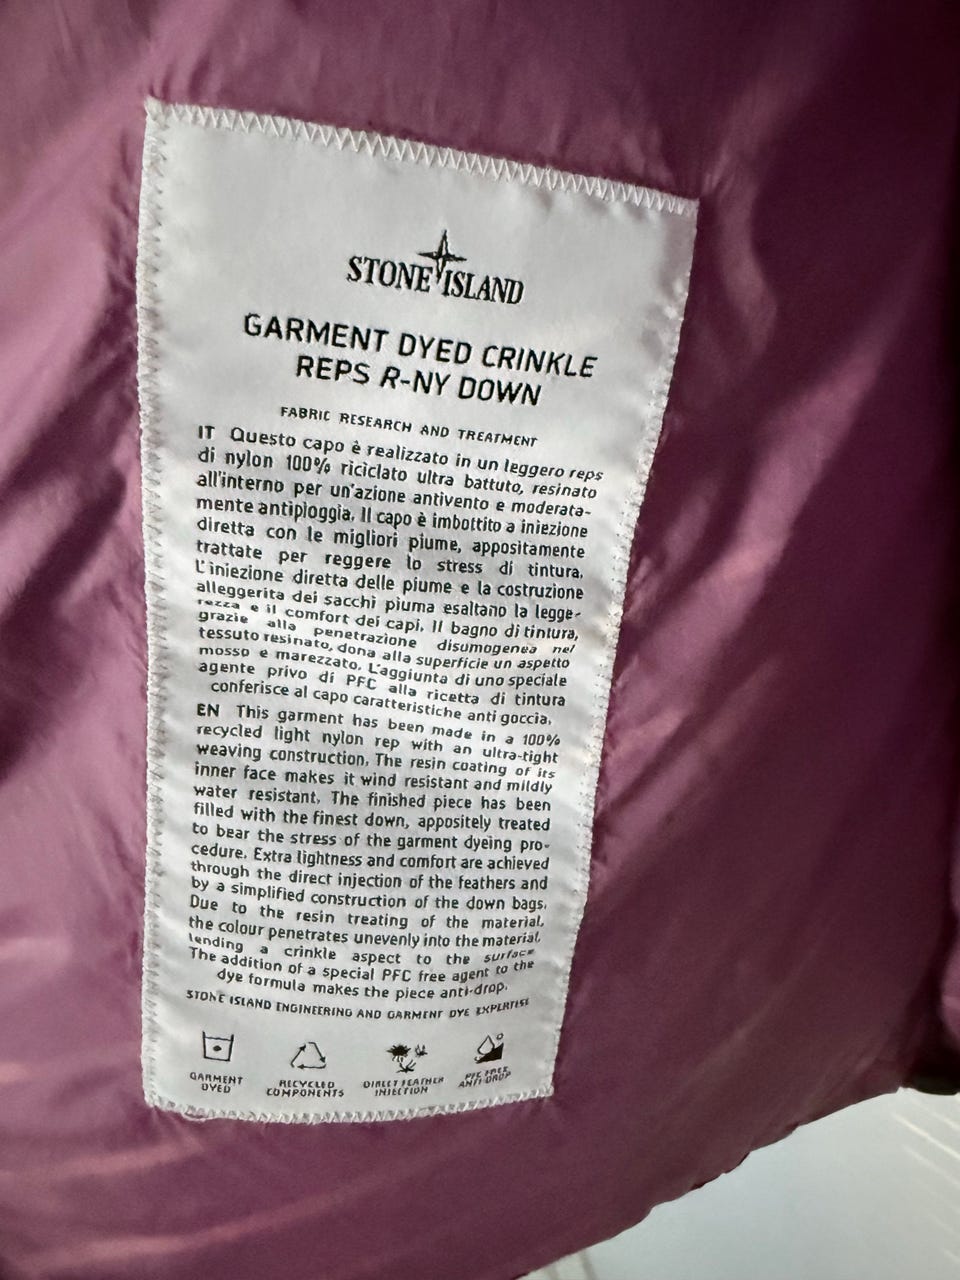 STONE ISLAND
GARMENT DYED CRINKLE
REPS R-NY DOWN
FABRIC RESEARCH AND TREATMENT
IT Questo capo è realizzato in un leggero reps
di nylon 100% riciclato ultra battuto, resinato
all'interno per un'azione antivento e moderata-
mente antipioggia. Il capo è imbottito a iniezione
diretta con le migliori piume, appositamente
trattate per reggere lo stress di tintura.
L'iniezione diretta delle piume e la costruzione
alleggerita dei sacchi piuma esaltano la legge-
rezza e il comfort dei capi. Il bagno di tintura,
grazie alla penetrazione disumogenea nel
tessuto resinato, dona alla superficie un aspetto
mosso e marezzato. L'aggiunta di uno speciale
agente privo di PFC alla ricetta di tintura
conferisce al capo caratteristiche anti goccia.
EN This garment has been made in a 100%
recycled light nylon rep with an ultra-tight
weaving construction. The resin coating of its
inner face makes it wind resistant and mildly
water resistant. The finished piece has been
filled with the finest down, appositely treated
to bear the stress of the garment dyeing pro-
cedure. Extra lightness and comfort are achieved
through the direct injection of the feathers and
by a simplified construction of the down bags.
Due to the resin treating of the material,
the colour penetrates unevenly into the material,
lending a crinkle aspect to the surface
The addition of a special PFC free agent to the
dye formula makes the piece anti-drop.
STONE ISLAND ENGINEERING AND GARMENT DYE EXPERTISE
GARMENT
DYED
RECYCLED
COMPONENTS
DIRECT FEATHER
INJECTION
PFC FREE
ANTI-DROP